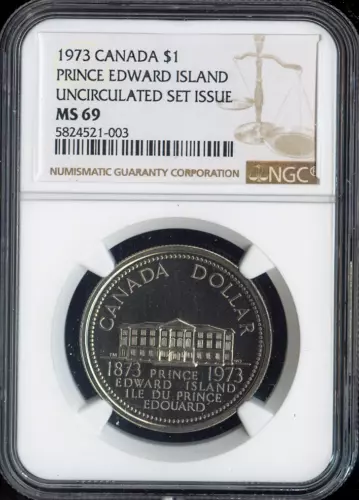 1973 CANADA $1
PRINCE EDWARD ISLAND
UNCIRCULATED SET ISSUE
MS 69
5824521-003
NUMISMATIC GUARANTY CORPORATION
NGC
CANADA DOLLAR
1873 PRINCE 1973
EDWARD ISLAND
ILE DU PRINCE
EDOUARD